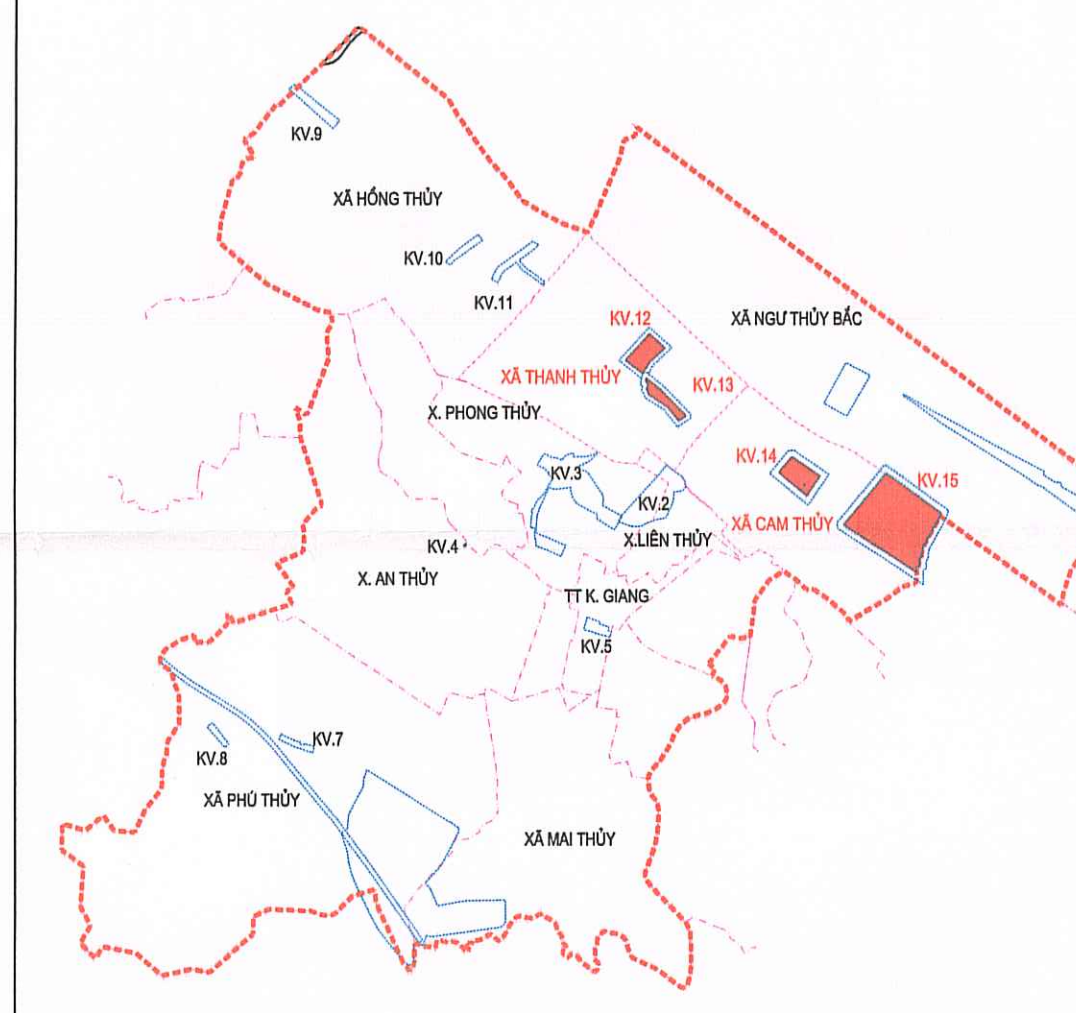 KV.9
XÃ HỒNG THỦY
KV.10
KV.11
KV.12
XÃ NGƯ THỦY BẮC
XÃ THANH THỦY
KV.13
X. PHONG THỦY
KV.14
KV.3
KV.15
KV.2
XÃ CAM THỦY
X.LIÊN THỦY
KV.4
X. AN THỦY
TT K. GIANG
KV.5
KV.7
KV.8
XÃ PHÚ THỦY
XÃ MAI THỦY